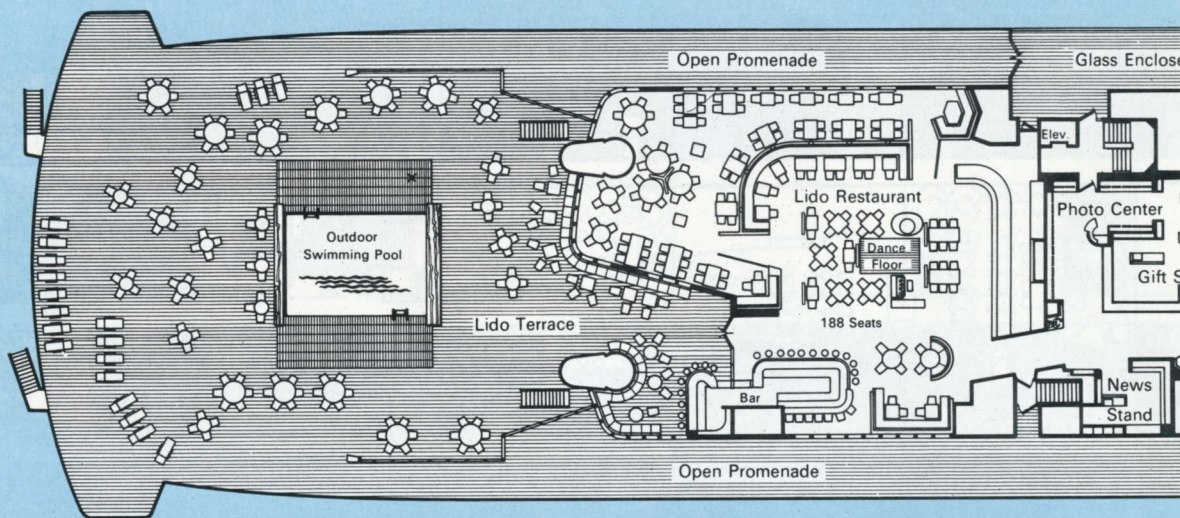 Open Promenade
Glass Enclose
Elev.
Lido Restaurant
Photo Center
Outdoor
Swimming Pool
Dance
Floor
Gift S
Lido Terrace
188 Seats
Bar
News
Stand
Open Promenade